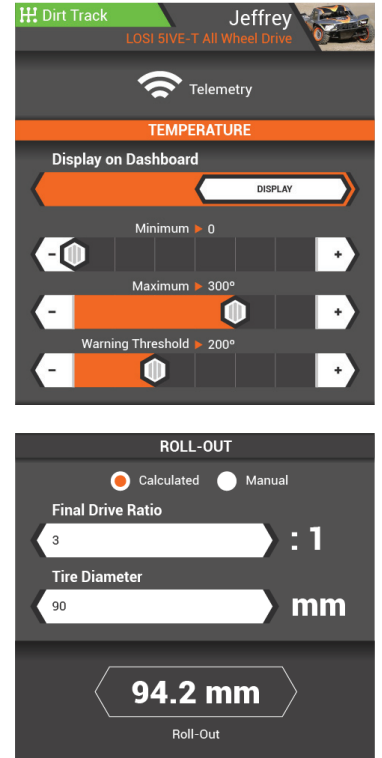 Dirt Track
Jeffrey
LOSI 5IVE-T All Wheel Drive
Telemetry
TEMPERATURE
Display on Dashboard
DISPLAY
Minimum ▶ 0
- +
Maximum ▶ 300º
- +
Warning Threshold ▶ 200º
- +
ROLL-OUT
Calculated Manual
Final Drive Ratio
3 : 1
Tire Diameter
90 mm
94.2 mm
Roll-Out